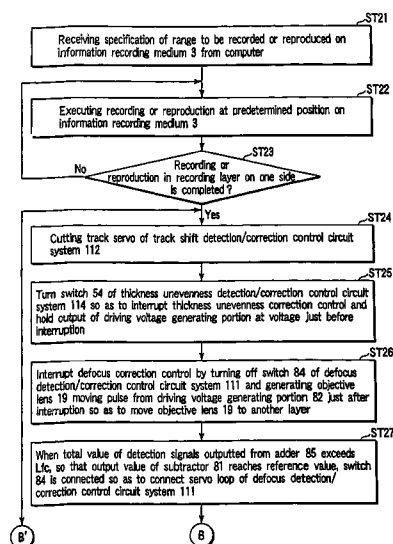 ST21
Receiving specification of range to be recorded or reproduced on
information recording medium 3 from computer
ST22
Executing recording or reproduction at predetermined position on
information recording medium 3
ST23
No
Recording or
reproduction in recording layer on one side
is completed ?
Yes
ST24
Cutting track servo of track shift detection/correction control circuit
system 112
ST25
Turn switch 54 of thickness unevenness detection/correction control circuit
system 114 so as to interrupt thickness unevenness correction control and
hold output of driving voltage generating portion at voltage just before
interruption
ST26
Interrupt defocus correction control by turning off switch 84 of defocus
detection/correction control circuit system 111 and generating objective
lens 19 moving pulse from driving voltage generating portion 82 just after
interruption so as to move objective lens 19 to another layer
ST27
When total value of detection signals outputted from adder 85 exceeds
Lfc, so that output value of subtractor 81 reaches reference value, switch
84 is connected so as to connect servo loop of defocus detection/
correction control circuit system 111
B'
B